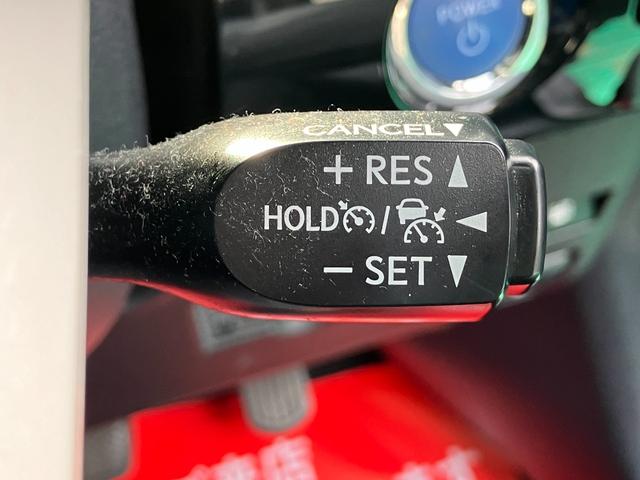 POWER
CANCEL▼
+ RES ▲
HOLD / ◀
− SET ▼